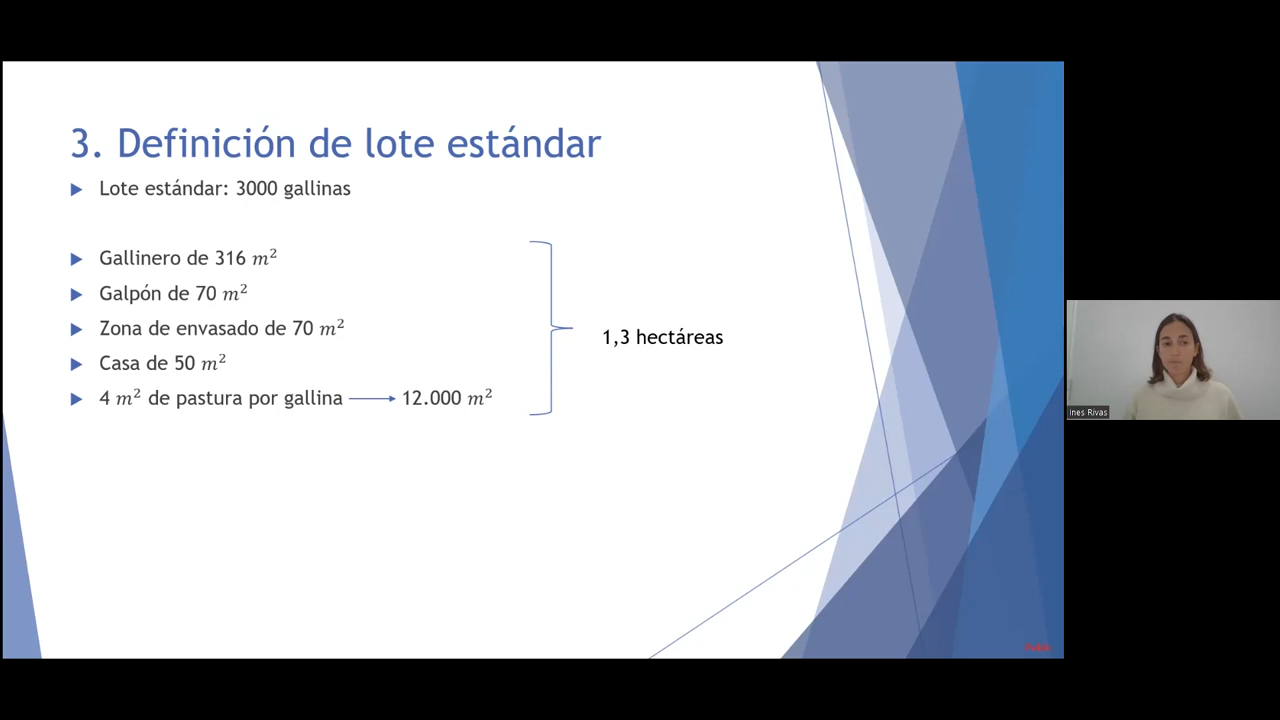 3. Definición de lote estándar
Lote estándar: 3000 gallinas
Gallinero de 316 m²
Galpón de 70 m²
Zona de envasado de 70 m²
Casa de 50 m²
4 m² de pastura por gallina → 12.000 m²
1,3 hectáreas
Ines Rivas